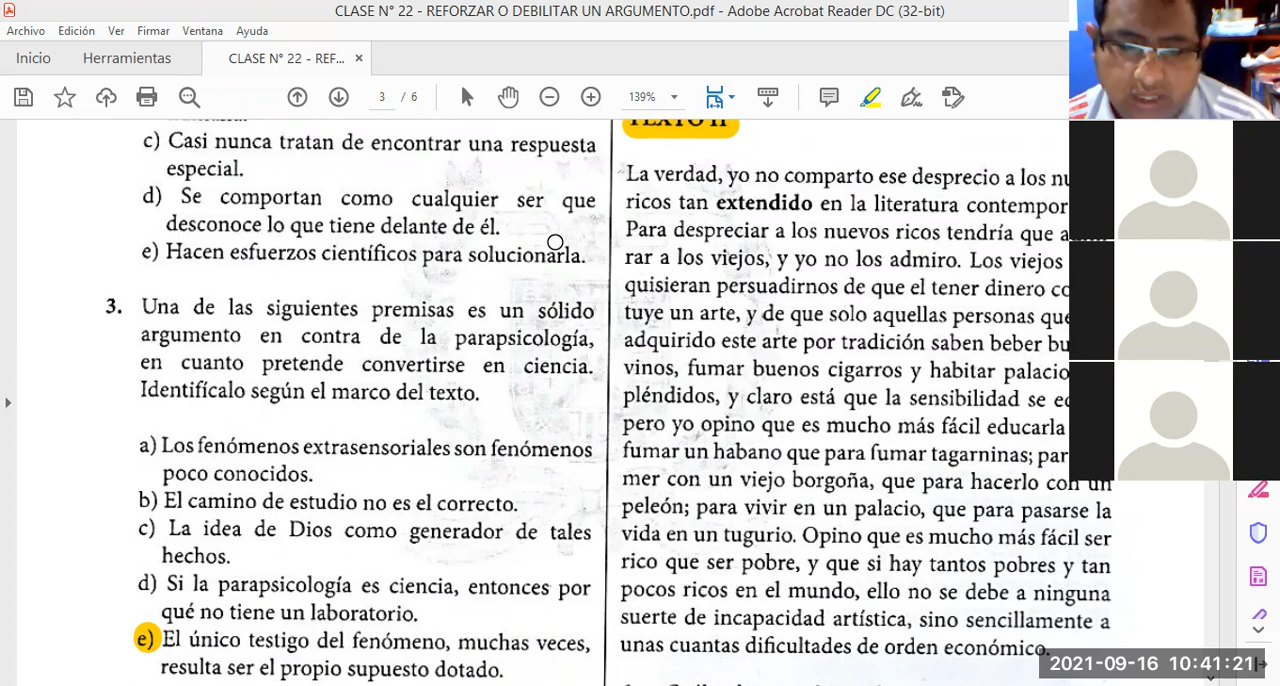 CLASE N° 22 - REFORZAR O DEBILITAR UN ARGUMENTO.pdf - Adobe Acrobat Reader DC (32-bit)
Archivo Edición Ver Firmar Ventana Ayuda
Inicio Herramientas CLASE N° 22 - REF... ×
3 / 6 139%
c) Casi nunca tratan de encontrar una respuesta
especial.
d) Se comportan como cualquier ser que
desconoce lo que tiene delante de él.
e) Hacen esfuerzos científicos para solucionarla.
3. Una de las siguientes premisas es un sólido
argumento en contra de la parapsicología,
en cuanto pretende convertirse en ciencia.
Identifícalo según el marco del texto.
a) Los fenómenos extrasensoriales son fenómenos
poco conocidos.
b) El camino de estudio no es el correcto.
c) La idea de Dios como generador de tales
hechos.
d) Si la parapsicología es ciencia, entonces por
qué no tiene un laboratorio.
e) El único testigo del fenómeno, muchas veces,
resulta ser el propio supuesto dotado.
TEXTO II
La verdad, yo no comparto ese desprecio a los
ricos tan extendido en la literatura
Para despreciar a los nuevos ricos tendría que
rar a los viejos, y yo no los admiro. Los viejos
quisieran persuadirnos de que el tener dinero
tuye un arte, y de que solo aquellas personas que
adquirido este arte por tradición saben beber
vinos, fumar buenos cigarros y habitar
pléndidos, y claro está que la sensibilidad se
pero yo opino que es mucho más fácil educarla
fumar un habano que para fumar tagarninas;
mer con un viejo borgoña, que para hacerlo con un
peleón; para vivir en un palacio, que para pasarse la
vida en un tugurio. Opino que es mucho más fácil ser
rico que ser pobre, y que si hay tantos pobres y tan
pocos ricos en el mundo, ello no se debe a ninguna
suerte de incapacidad artística, sino sencillamente a
unas cuantas dificultades de orden económico.
2021-09-16 10:41:21